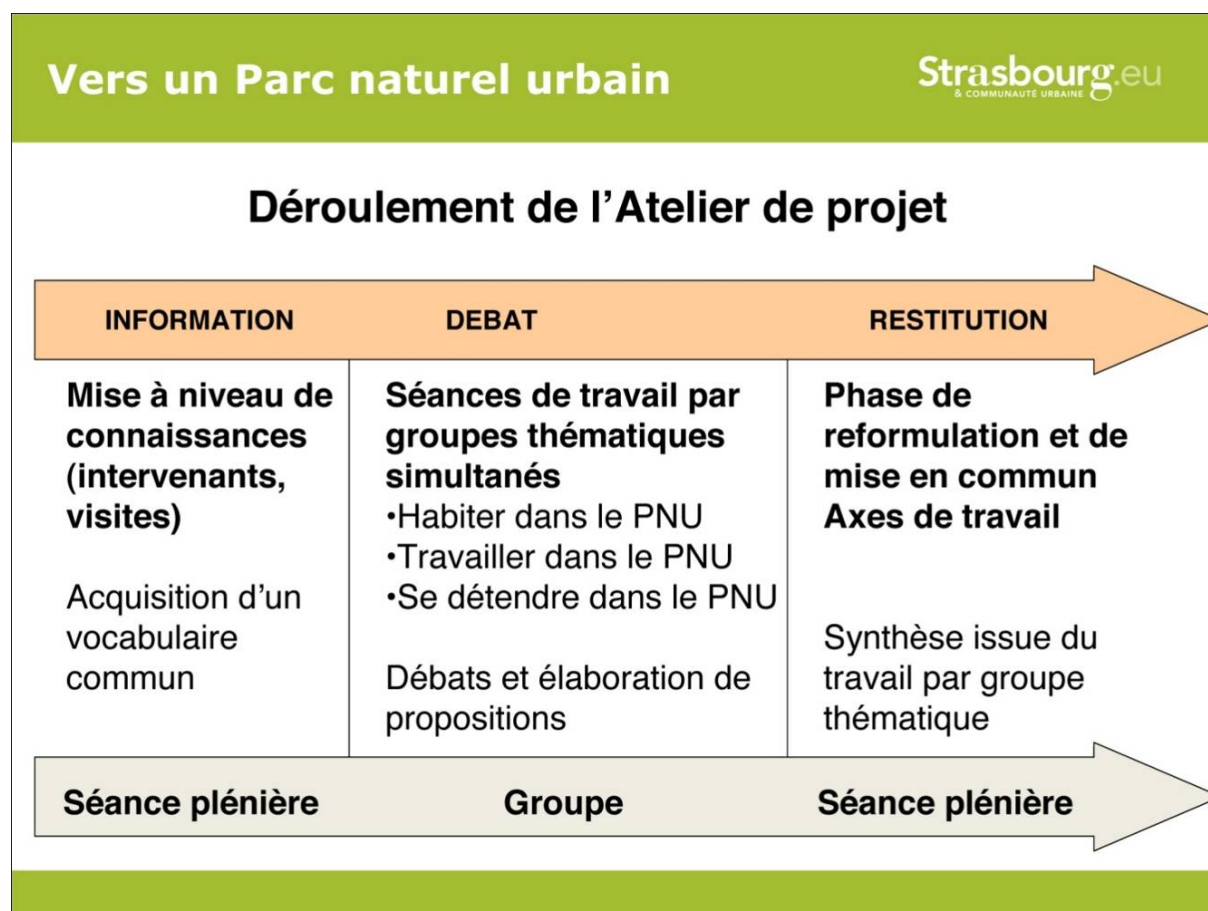 Vers un Parc naturel urbain
Strasbourg.eu
& COMMUNAUTÉ URBAINE
Déroulement de l'Atelier de projet
INFORMATION
DEBAT
RESTITUTION
Mise à niveau de
connaissances
(intervenants,
visites)
Acquisition d'un
vocabulaire
commun
Séances de travail par
groupes thématiques
simultanés
•Habiter dans le PNU
•Travailler dans le PNU
•Se détendre dans le PNU
Débats et élaboration de
propositions
Phase de
reformulation et de
mise en commun
Axes de travail
Synthèse issue du
travail par groupe
thématique
Séance plénière
Groupe
Séance plénière